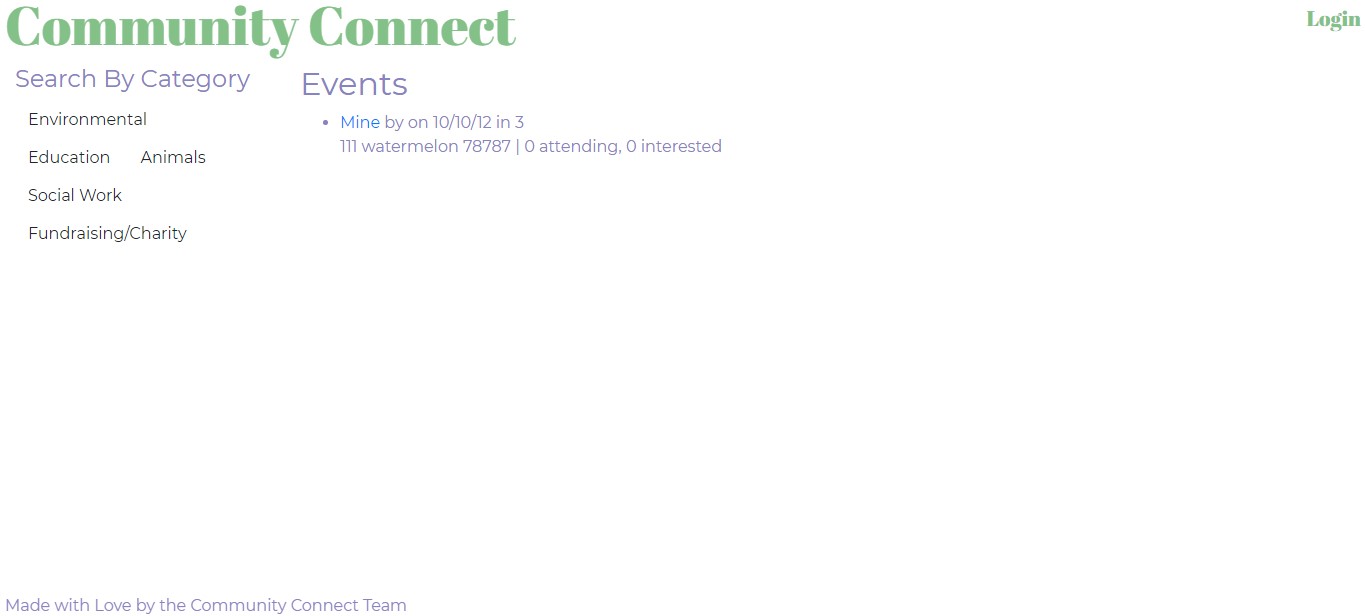 Community Connect
Login
Search By Category
Environmental
Education Animals
Social Work
Fundraising/Charity
Events
Mine by on 10/10/12 in 3
111 watermelon 78787 | 0 attending, 0 interested
Made with Love by the Community Connect Team